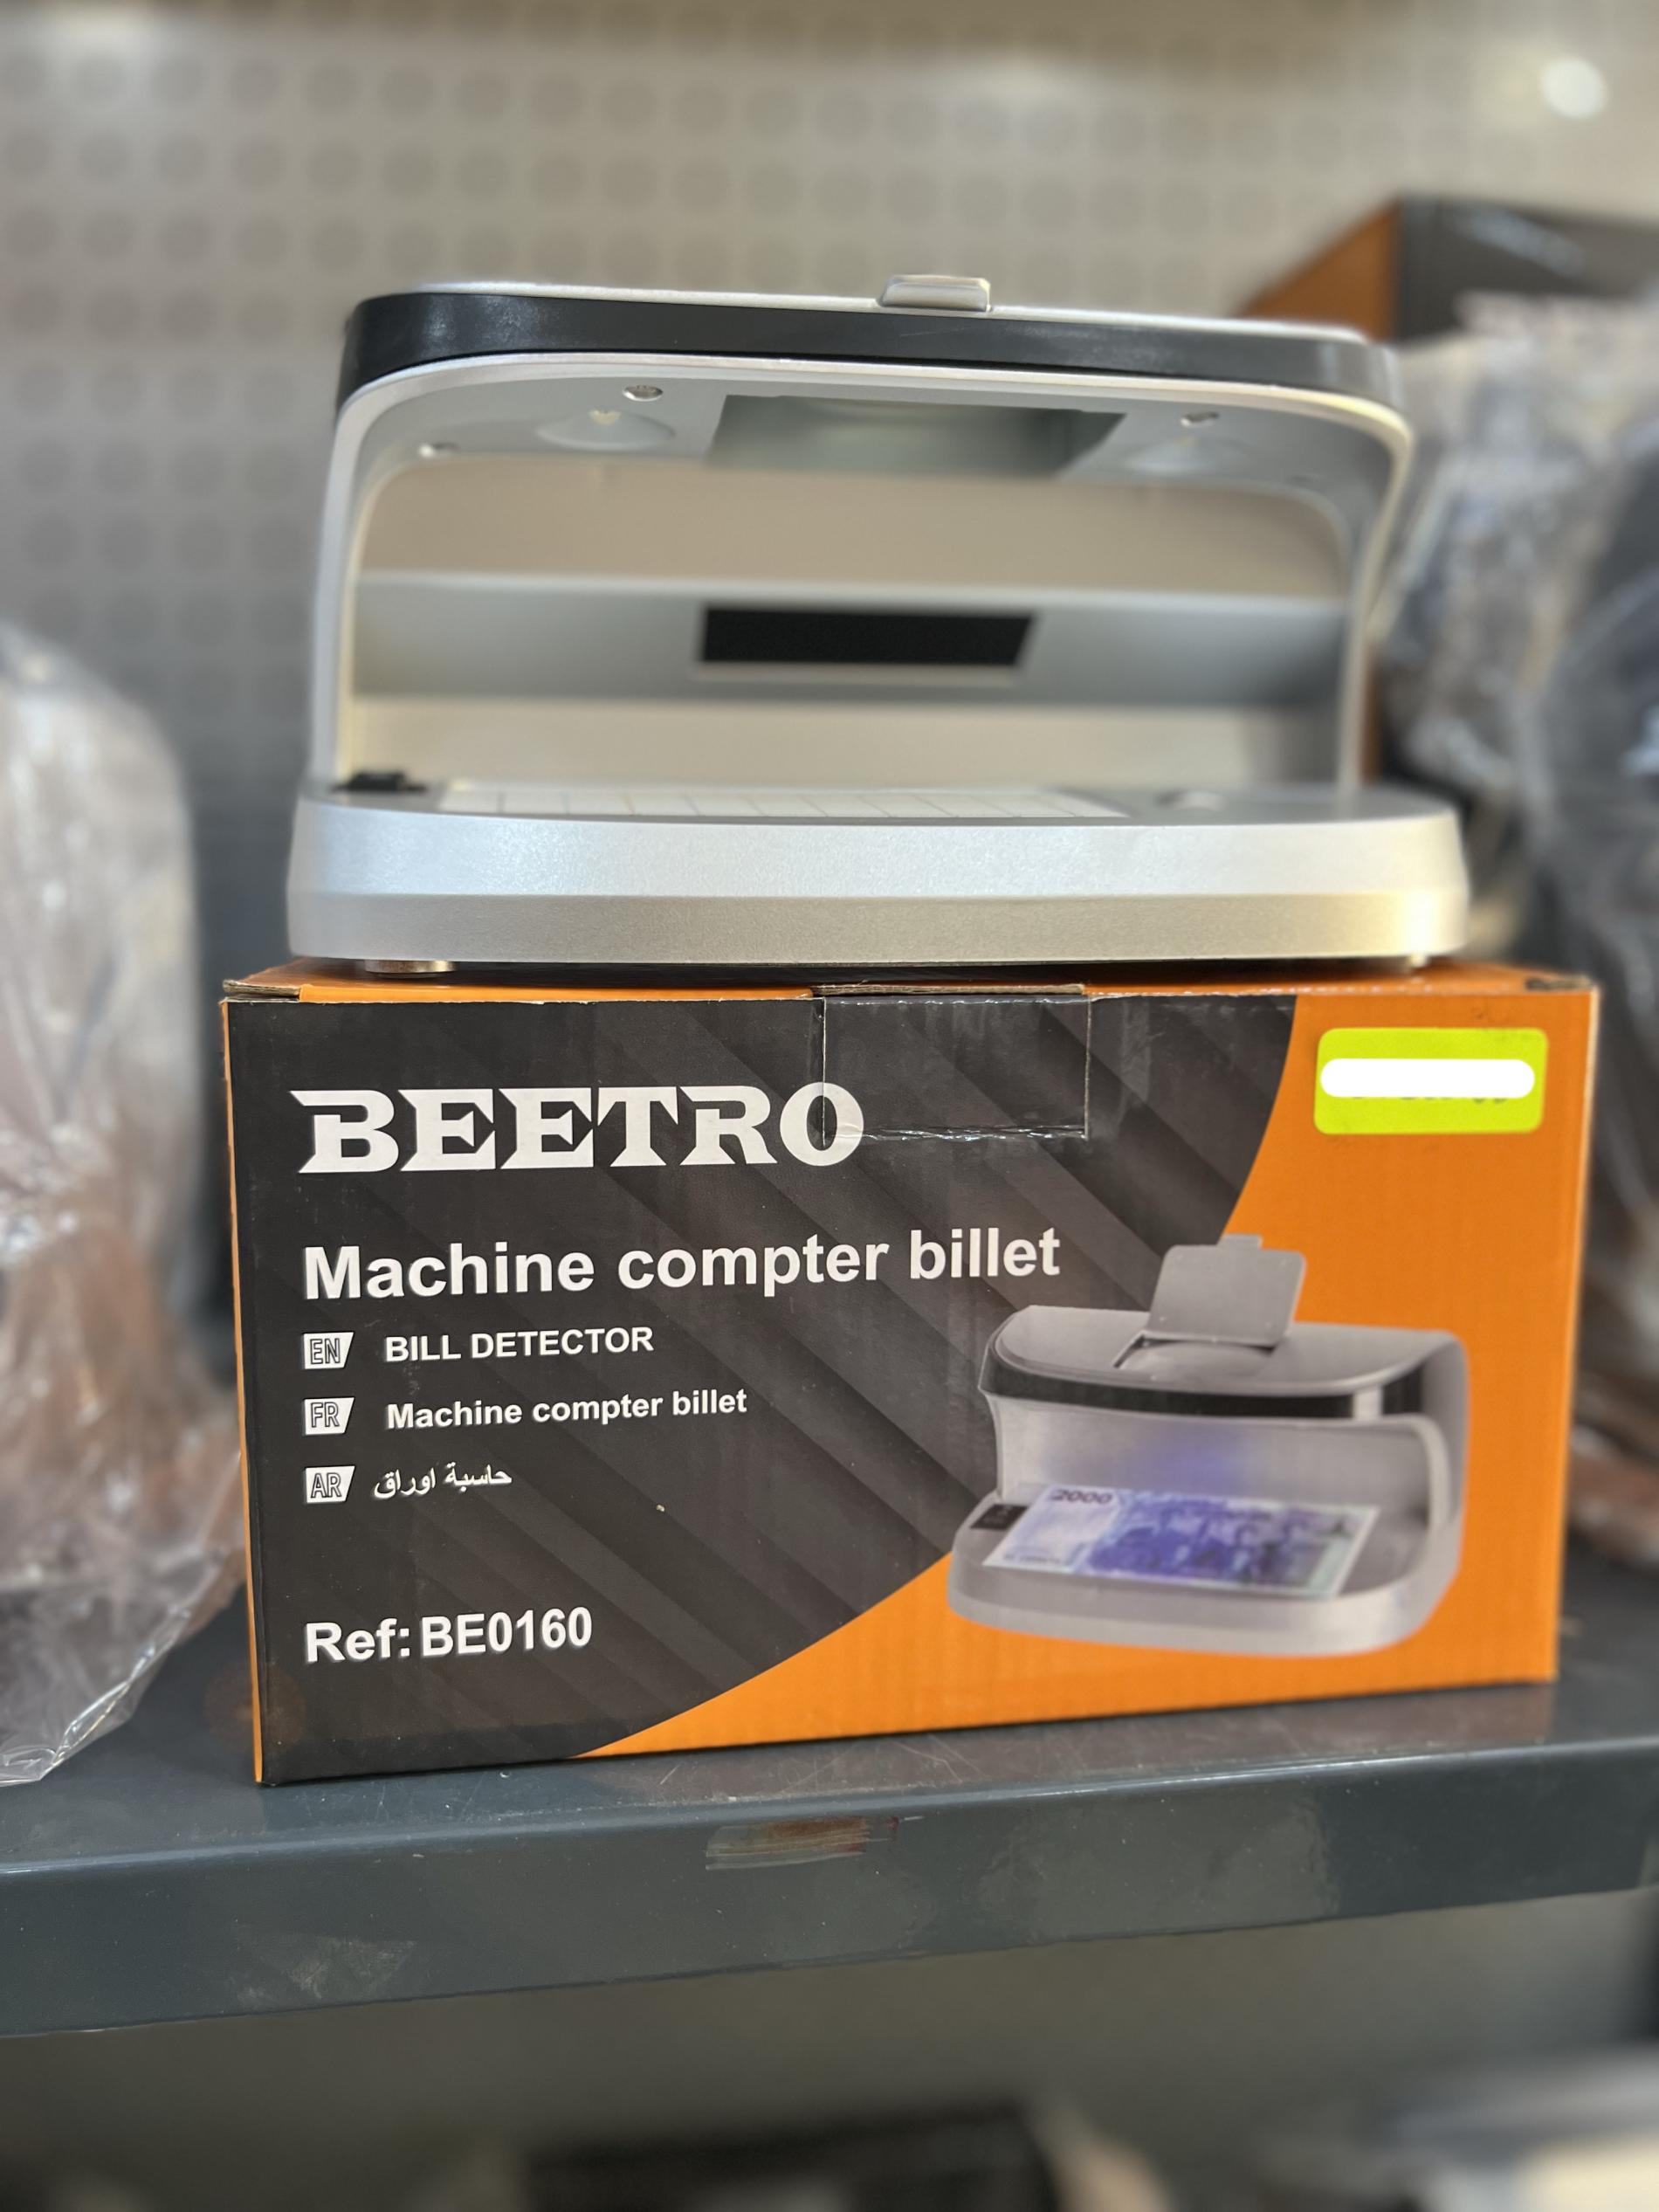 BEETRO
Machine compter billet
EN BILL DETECTOR
FR Machine compter billet
AR حاسبة اوراق
Ref: BE0160
2000